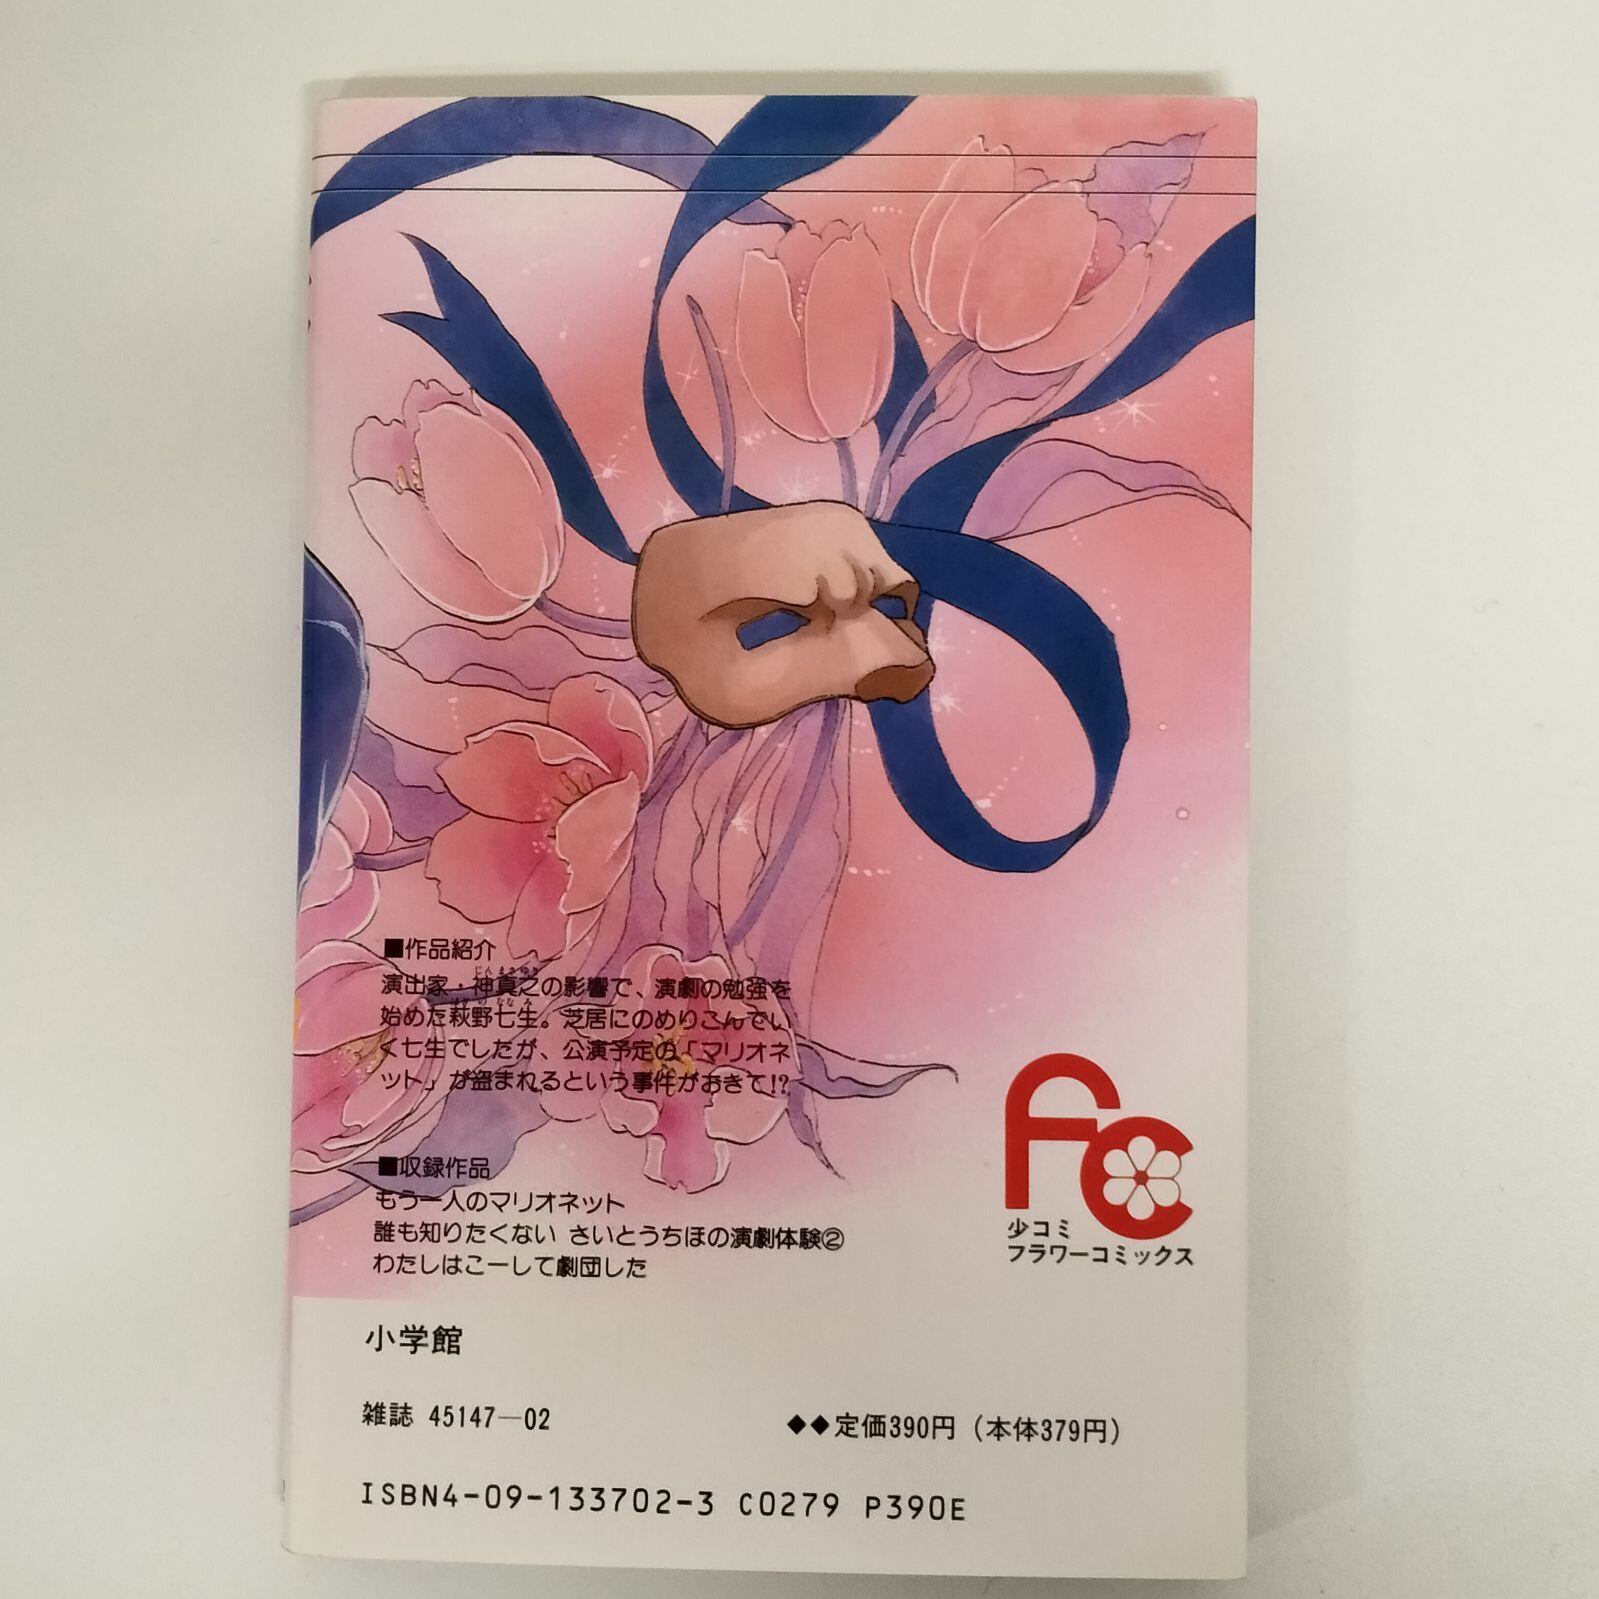 ■作品紹介
演出家・神真之の影響で、演劇の勉強を
始めた萩野七生。芝居にのめりこんでい
く七生でしたが、公演予定の「マリオネ
ット」が盗まれるという事件がおきて!?
■収録作品
もう一人のマリオネット
誰も知りたくない さいとうちほの演劇体験②
わたしはこーして劇団した
FC
少コミ
フラワーコミックス
小学館
雑誌 45147-02
◆◆定価390円（本体379円）
ISBN4-09-133702-3 C0279 P390E